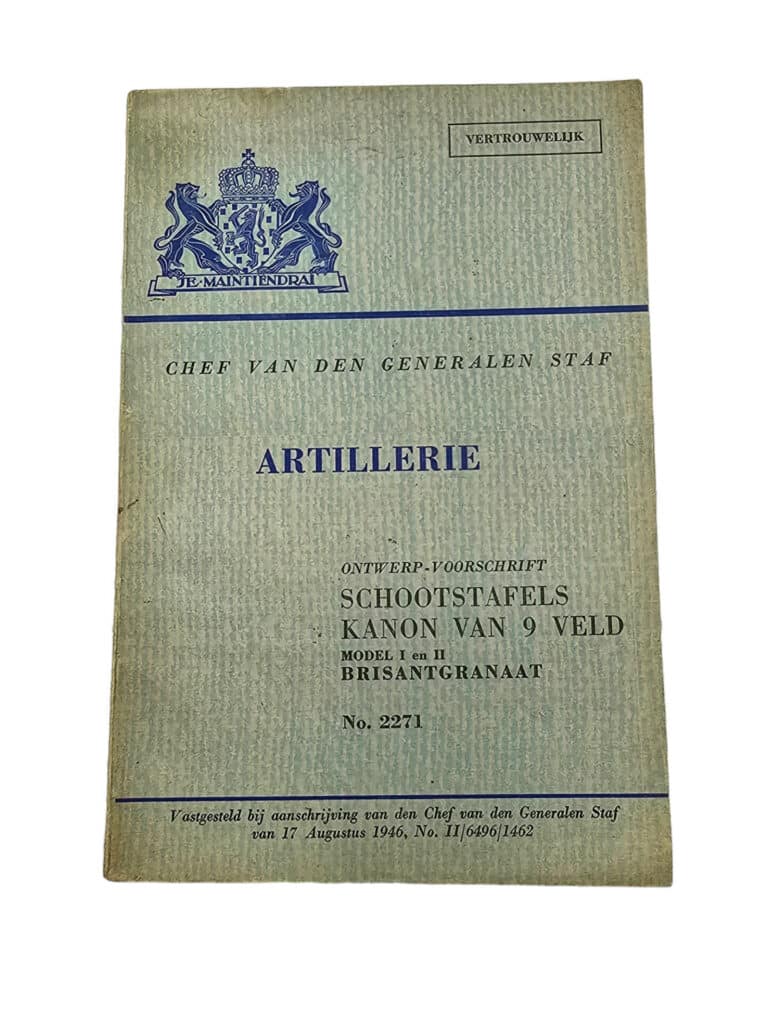 VERTROUWELIJK
JE·MAINTIENDRAI
CHEF VAN DEN GENERALEN STAF
ARTILLERIE
ONTWERP-VOORSCHRIFT
SCHOOTSTAFELS
KANON VAN 9 VELD
MODEL I en II
BRISANTGRANAAT
No. 2271
Vastgesteld bij aanschrijving van den Chef van den Generalen Staf
van 17 Augustus 1946, No. II/6496/1462